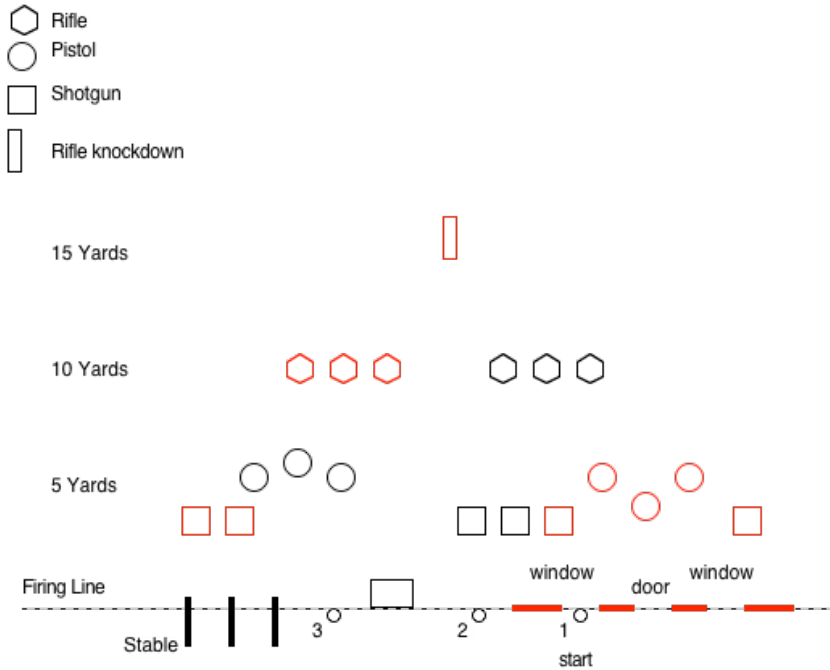 Rifle
Pistol
Shotgun
Rifle knockdown
15 Yards
10 Yards
5 Yards
window
window
door
Firing Line
3
2
1
Stable
start